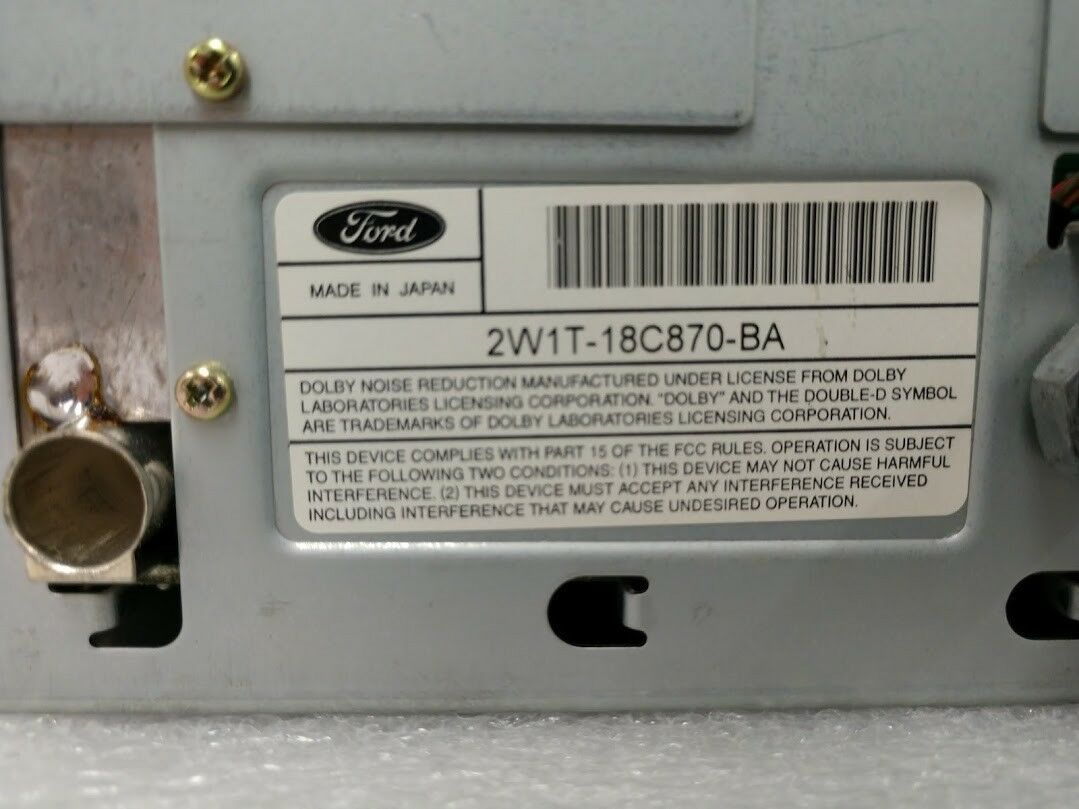 Ford
MADE IN JAPAN
2W1T-18C870-BA
DOLBY NOISE REDUCTION MANUFACTURED UNDER LICENSE FROM DOLBY
LABORATORIES LICENSING CORPORATION. "DOLBY" AND THE DOUBLE-D SYMBOL
ARE TRADEMARKS OF DOLBY LABORATORIES LICENSING CORPORATION.
THIS DEVICE COMPLIES WITH PART 15 OF THE FCC RULES. OPERATION IS SUBJECT
TO THE FOLLOWING TWO CONDITIONS: (1) THIS DEVICE MAY NOT CAUSE HARMFUL
INTERFERENCE. (2) THIS DEVICE MUST ACCEPT ANY INTERFERENCE RECEIVED
INCLUDING INTERFERENCE THAT MAY CAUSE UNDESIRED OPERATION.